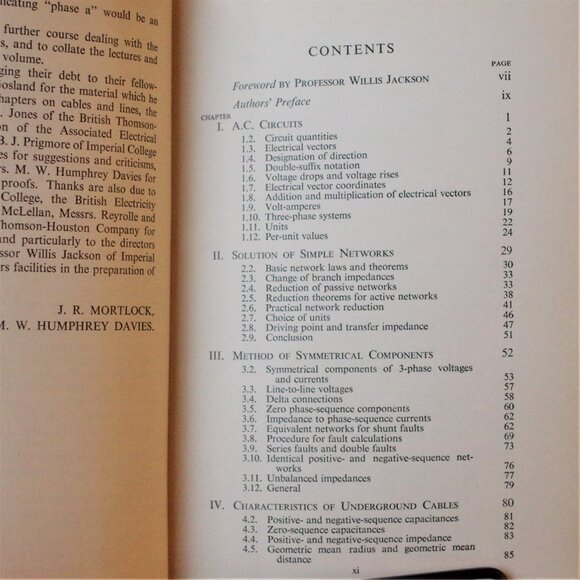 icating "phase a" would be an
further course dealing with the
s, and to collate the lectures and
volume.
ging their debt to their fellow-
Gosland for the material which he
hapters on cables and lines, the
. Jones of the British Thomson-
on of the Associated Electrical
B. J. Prigmore of Imperial College
es for suggestions and criticisms,
rs. M. W. Humphrey Davies for
proofs. Thanks are also due to
College, the British Electricity
McLellan, Messrs. Reyrolle and
Thomson-Houston Company for
and particularly to the directors
ssor Willis Jackson of Imperial
rs facilities in the preparation of
J. R. MORTLOCK.
M. W. HUMPHREY DAVIES.
CONTENTS
PAGE
Foreword BY PROFESSOR WILLIS JACKSON vii
Authors' Preface ix
CHAPTER
I. A.C. CIRCUITS 1
1.2. Circuit quantities 2
1.3. Electrical vectors 4
1.4. Designation of direction 6
1.5. Double-suffix notation 9
1.6. Voltage drops and voltage rises 11
1.7. Electrical vector coordinates 12
1.8. Addition and multiplication of electrical vectors 16
1.9. Volt-amperes 17
1.10. Three-phase systems 19
1.11. Units 22
1.12. Per-unit values 24
II. SOLUTION OF SIMPLE NETWORKS 29
2.2. Basic network laws and theorems 30
2.3. Change of branch impedances 33
2.4. Reduction of passive networks 33
2.5. Reduction theorems for active networks 38
2.6. Practical network reduction 41
2.7. Choice of units 46
2.8. Driving point and transfer impedance 47
2.9. Conclusion 51
III. METHOD OF SYMMETRICAL COMPONENTS 52
3.2. Symmetrical components of 3-phase voltages
and currents 53
3.3. Line-to-line voltages 57
3.4. Delta connections 58
3.5. Zero phase-sequence components 60
3.6. Impedance to phase-sequence currents 62
3.7. Equivalent networks for shunt faults 62
3.8. Procedure for fault calculations 69
3.9. Series faults and double faults 73
3.10. Identical positive- and negative-sequence net-
works 76
3.11. Unbalanced impedances 77
3.12. General 79
IV. CHARACTERISTICS OF UNDERGROUND CABLES 80
4.2. Positive- and negative-sequence capacitances 81
4.3. Zero-sequence capacitances 82
4.4. Positive- and negative-sequence impedance 83
4.5. Geometric mean radius and geometric mean
distance 85
xi